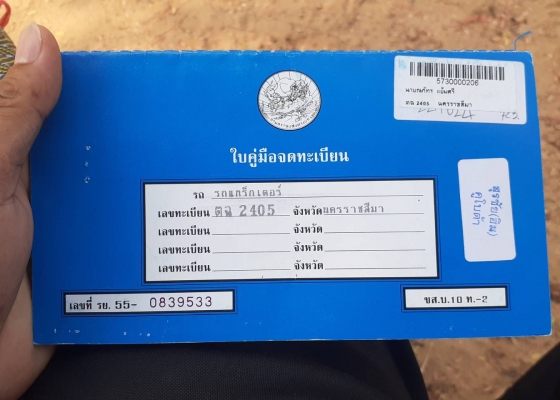 5730000206
ตฉ 2405 นครราชสีมา
ใบคู่มือจดทะเบียน
รถ รถแทร็กเตอร์
เลขทะเบียน ตฉ 2405 จังหวัด นครราชสีมา
เลขทะเบียน จังหวัด
เลขทะเบียน จังหวัด
เลขทะเบียน จังหวัด
เลขที่ รย. 55- 0839533
ขส.บ.10 ท.-2